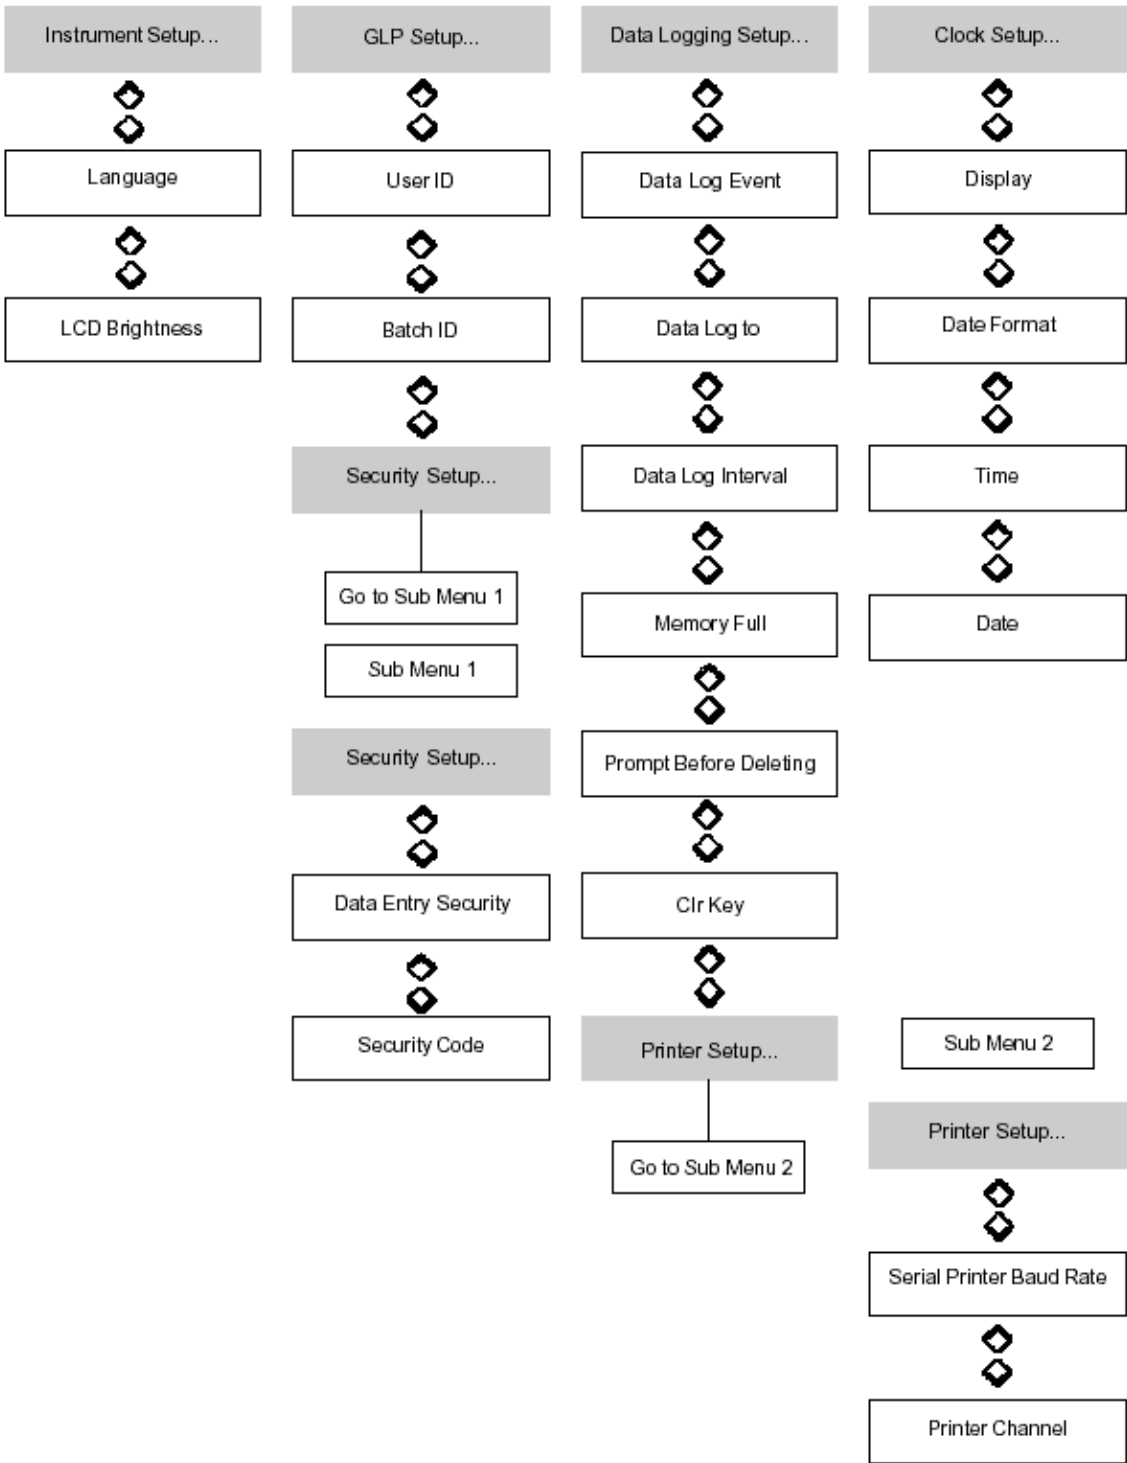 Instrument Setup...
GLP Setup...
Data Logging Setup...
Clock Setup...
Language
User ID
Data Log Event
Display
LCD Brightness
Batch ID
Data Log to
Date Format
Security Setup...
Data Log Interval
Time
Go to Sub Menu 1
Memory Full
Date
Sub Menu 1
Security Setup...
Prompt Before Deleting
Data Entry Security
Clr Key
Security Code
Printer Setup...
Sub Menu 2
Printer Setup...
Go to Sub Menu 2
Serial Printer Baud Rate
Printer Channel